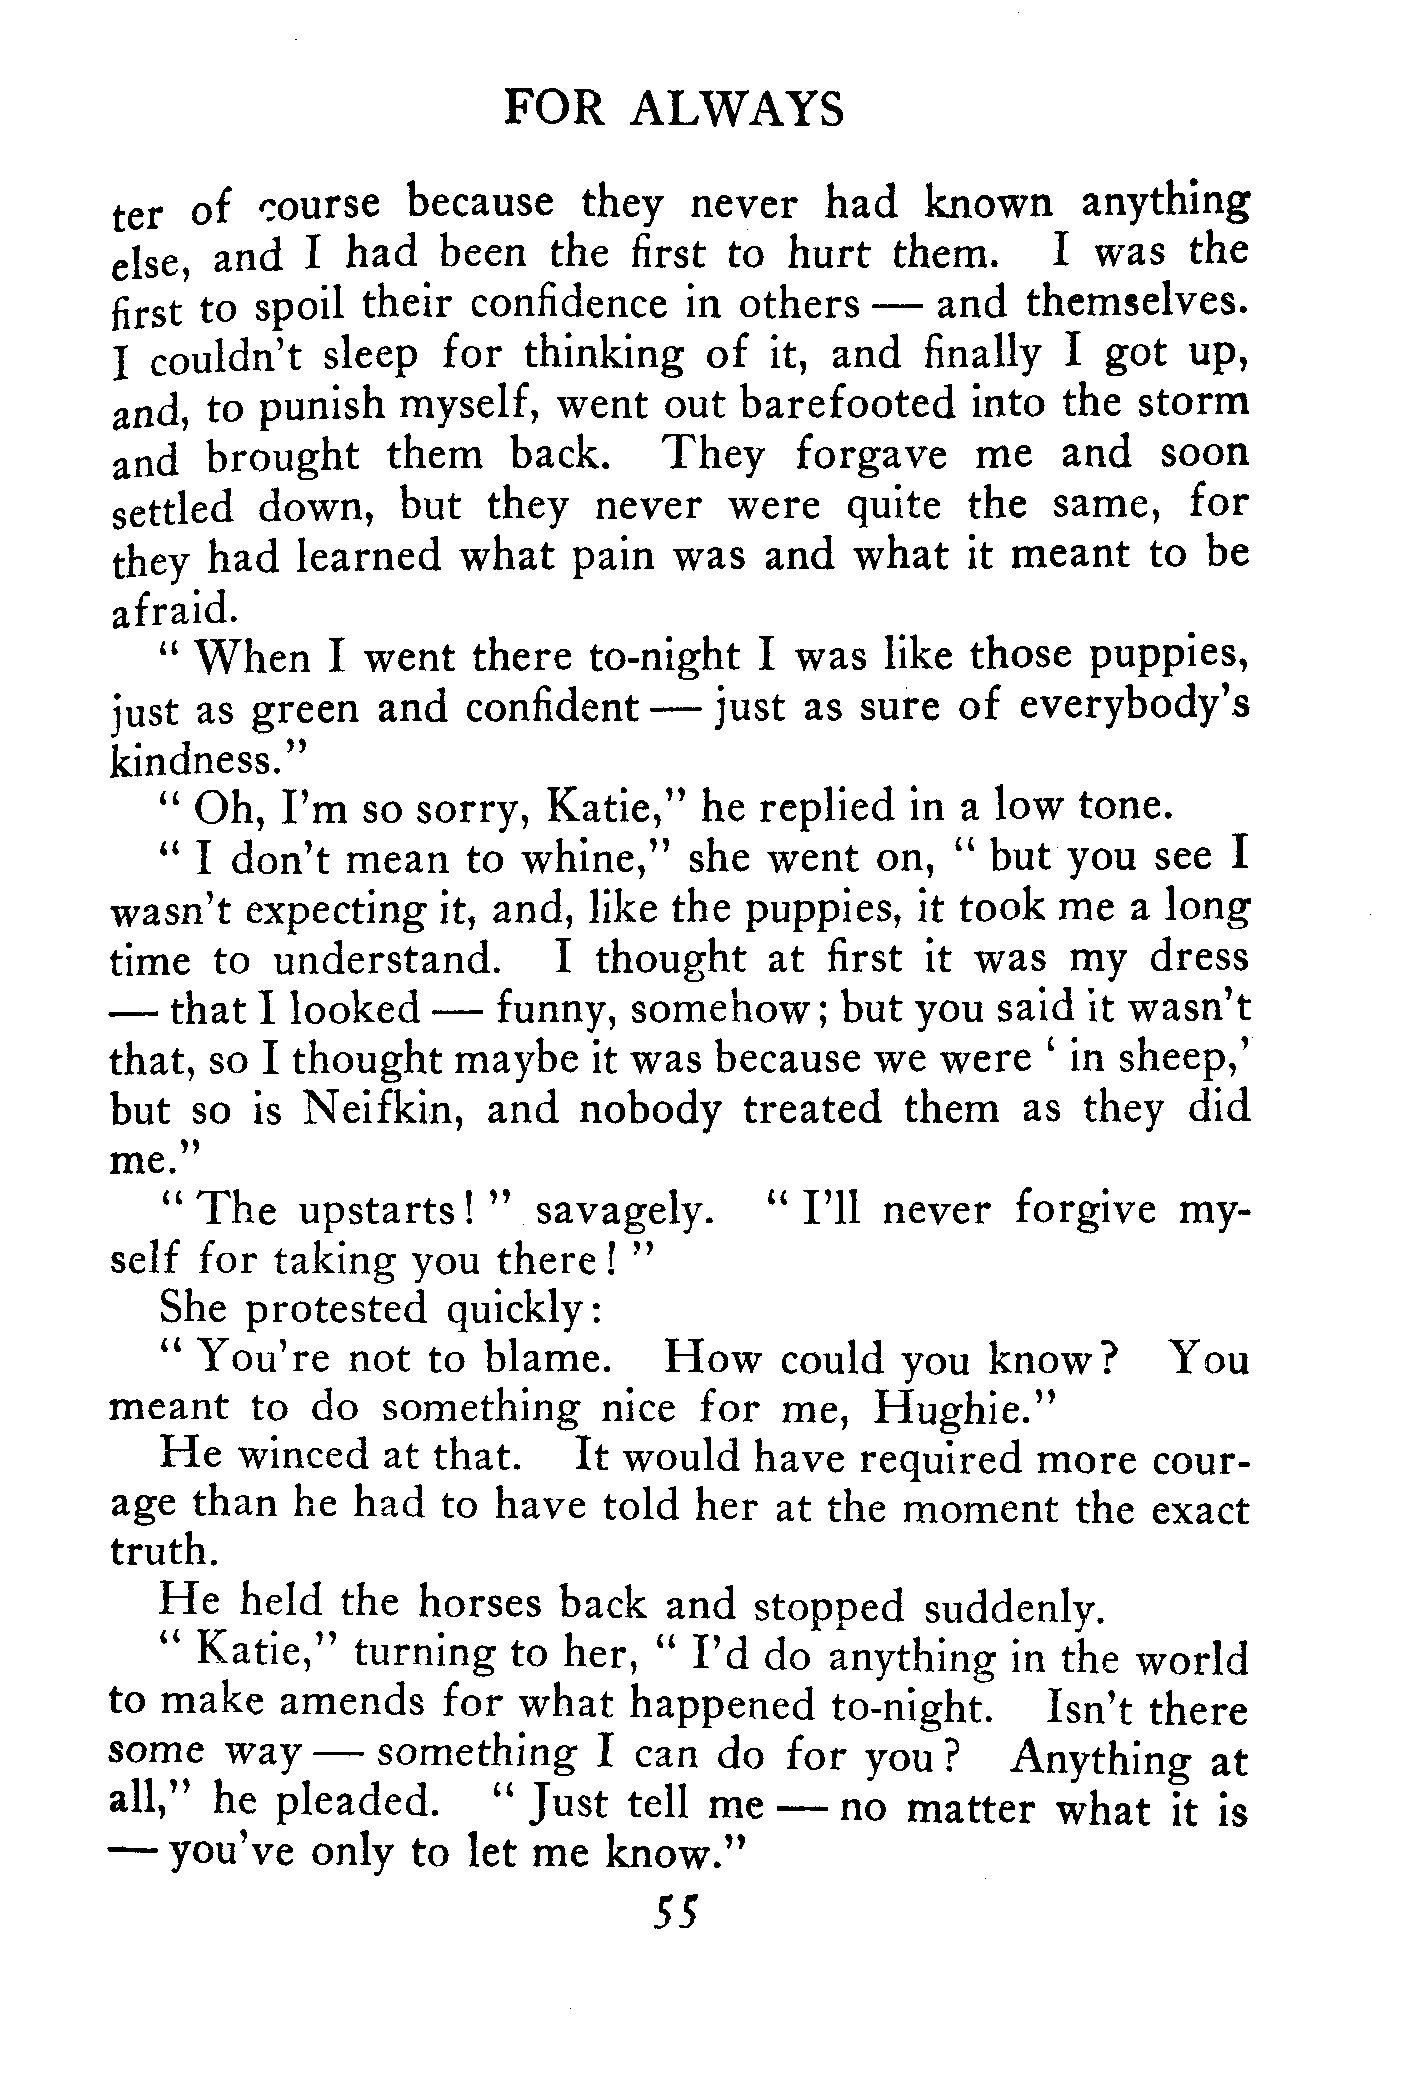 FOR ALWAYS
ter of course because they never had known anything
else, and I had been the first to hurt them. I was the
first to spoil their confidence in others — and themselves.
I couldn't sleep for thinking of it, and finally I got up,
and, to punish myself, went out barefooted into the storm
and brought them back. They forgave me and soon
settled down, but they never were quite the same, for
they had learned what pain was and what it meant to be
afraid.
" When I went there to-night I was like those puppies,
just as green and confident — just as sure of everybody's
kindness."
" Oh, I'm so sorry, Katie," he replied in a low tone.
" I don't mean to whine," she went on, " but you see I
wasn't expecting it, and, like the puppies, it took me a long
time to understand. I thought at first it was my dress
— that I looked — funny, somehow; but you said it wasn't
that, so I thought maybe it was because we were ' in sheep,'
but so is Neifkin, and nobody treated them as they did
me."
" The upstarts! " savagely. " I'll never forgive my-
self for taking you there! "
She protested quickly:
" You're not to blame. How could you know? You
meant to do something nice for me, Hughie."
He winced at that. It would have required more cour-
age than he had to have told her at the moment the exact
truth.
He held the horses back and stopped suddenly.
" Katie," turning to her, " I'd do anything in the world
to make amends for what happened to-night. Isn't there
some way — something I can do for you? Anything at
all," he pleaded. " Just tell me — no matter what it is
— you've only to let me know."
55